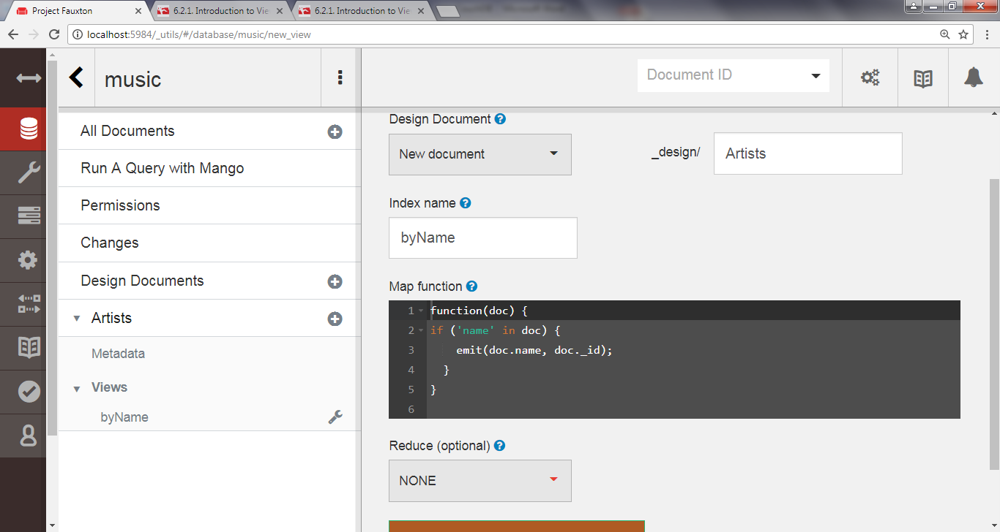 Project Fauxton
6.2.1. Introduction to Vie
6.2.1. Introduction to Vie
localhost:5984/_utils/#/database/music/new_view
music
Document ID
All Documents
Run A Query with Mango
Permissions
Changes
Design Documents
Artists
Metadata
Views
byName
Design Document
New document
_design/
Artists
Index name
byName
Map function
1 function(doc) {
2 if ('name' in doc) {
3 emit(doc.name, doc._id);
4 }
5 }
6
Reduce (optional)
NONE